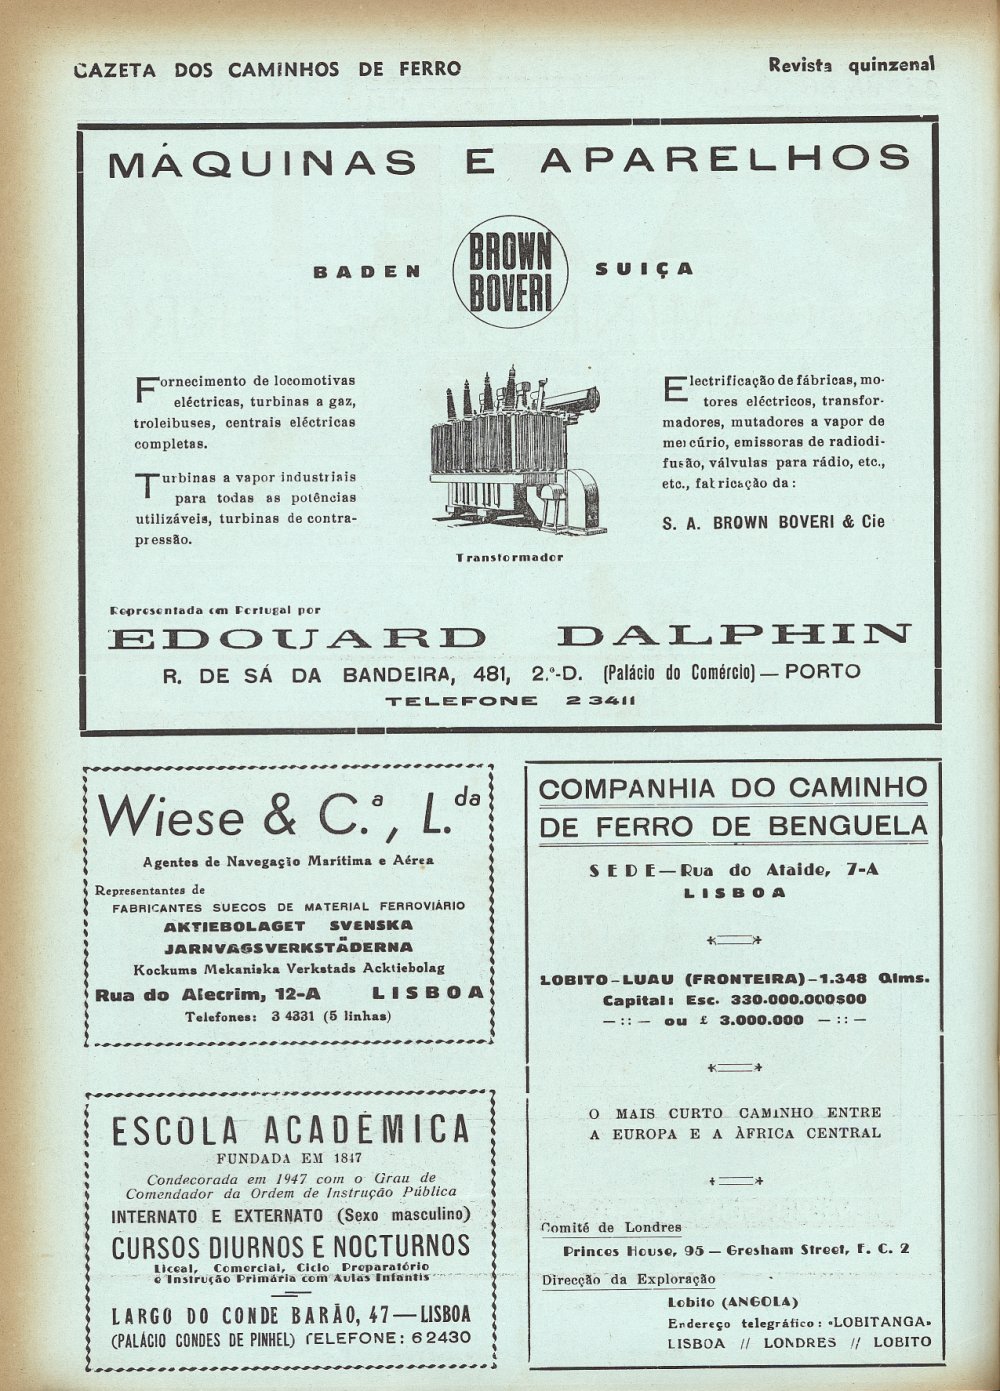 GAZETA DOS CAMINHOS DE FERRO
Revista quinzenal
MÁQUINAS E APARELHOS
BADEN
BROWN
BOVERI
SUIÇA
Fornecimento de locomotivas
eléctricas, turbinas a gaz,
troleibuses, centrais eléctricas
completas.
Turbinas a vapor industriais
para todas as potências
utilizáveis, turbinas de contra-
pressão.
Transformador
Electrificação de fábricas, mo-
tores eléctricos, transfor-
madores, mutadores a vapor de
mercúrio, emissoras de radiodi-
fusão, válvulas para rádio, etc.,
etc., fabricação da:
S. A. BROWN BOVERI & Cie
Representada em Portugal por
EDOUARD DALPHIN
R. DE SÁ DA BANDEIRA, 481, 2.º-D. (Palácio do Comércio) — PORTO
TELEFONE 23411
Wiese & C.ª, L.da
Agentes de Navegação Marítima e Aérea
Representantes de
FABRICANTES SUECOS DE MATERIAL FERROVIÁRIO
AKTIEBOLAGET SVENSKA
JARNVAGSVERKSTÄDERNA
Kockums Mekaniska Verkstads Acktiebolag
Rua do Alecrim, 12-A LISBOA
Telefones: 3 4331 (5 linhas)
ESCOLA ACADÉMICA
FUNDADA EM 1847
Condecorada em 1947 com o Grau de
Comendador da Ordem de Instrução Pública
INTERNATO E EXTERNATO (Sexo masculino)
CURSOS DIURNOS E NOCTURNOS
Liceal, Comercial, Ciclo Preparatório
e Instrução Primária com Aulas Infantis
LARGO DO CONDE BARÃO, 47 — LISBOA
(PALÁCIO CONDES DE PINHEL) TELEFONE: 62430
COMPANHIA DO CAMINHO
DE FERRO DE BENGUELA
SEDE — Rua do Ataide, 7-A
LISBOA
LOBITO-LUAU (FRONTEIRA)-1.348 Qlms.
Capital: Esc. 330.000.000$00
— :: — ou £ 3.000.000 — :: —
O MAIS CURTO CAMINHO ENTRE
A EUROPA E A ÀFRICA CENTRAL
Comité de Londres
Princes House, 95 — Gresham Street, E. C. 2
Direcção da Exploração
Lobito (ANGOLA)
Endereço telegráfico: «LOBITANGA»
LISBOA // LONDRES // LOBITO